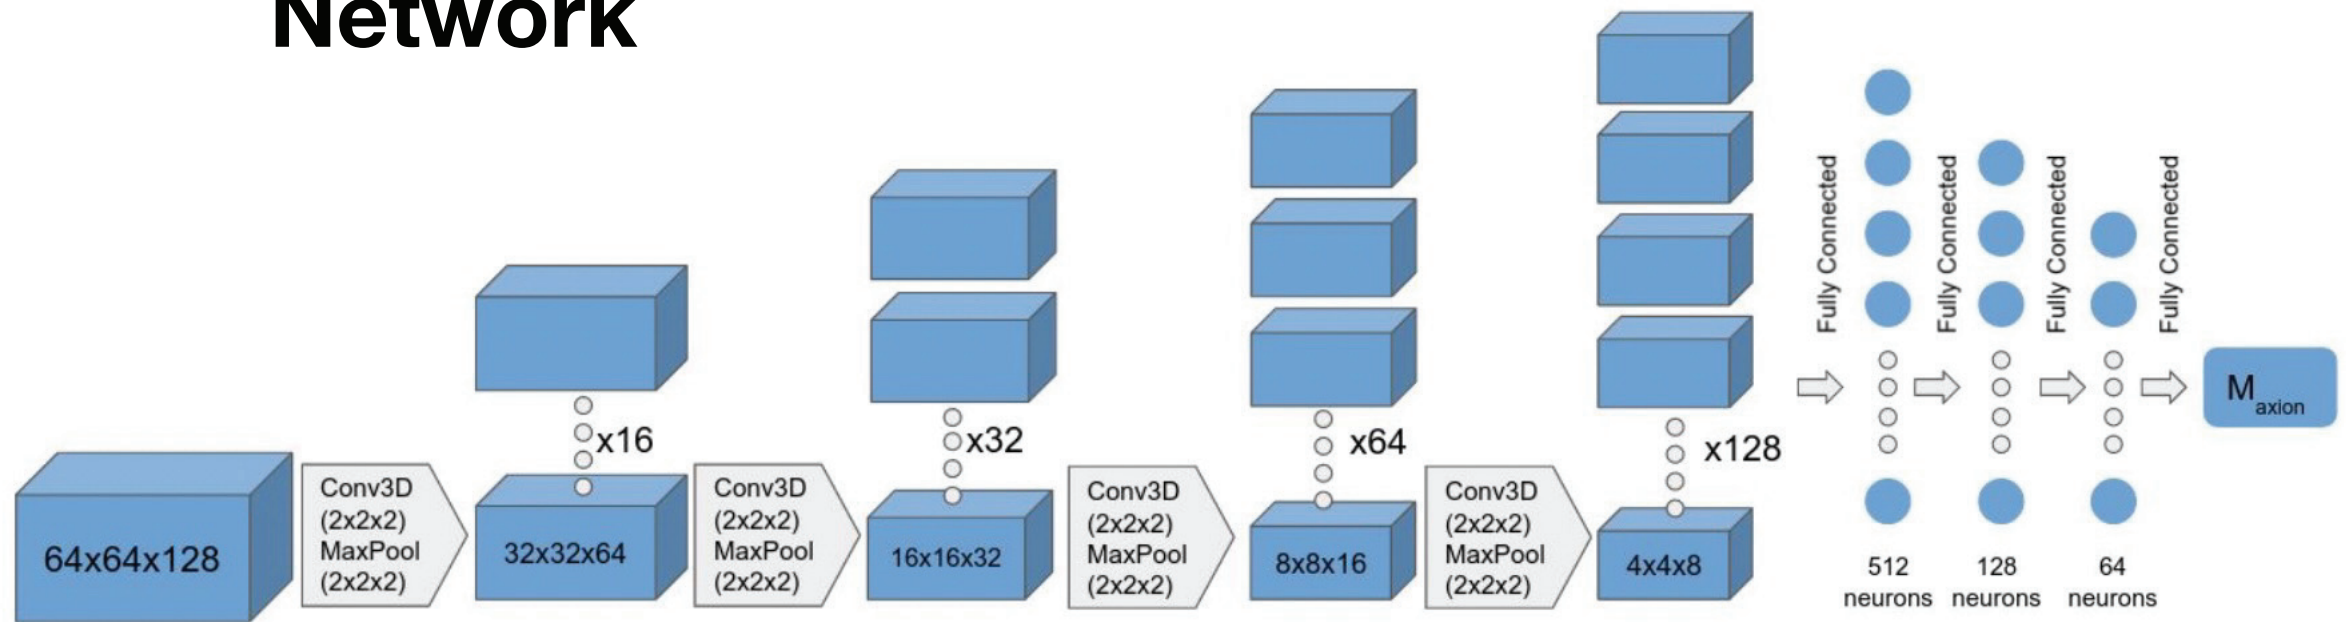 Network
64x64x128
Conv3D
(2x2x2)
MaxPool
(2x2x2)
x16
32x32x64
Conv3D
(2x2x2)
MaxPool
(2x2x2)
x32
16x16x32
Conv3D
(2x2x2)
MaxPool
(2x2x2)
x64
8x8x16
Conv3D
(2x2x2)
MaxPool
(2x2x2)
x128
4x4x8
Fully Connected
512
neurons
Fully Connected
128
neurons
Fully Connected
64
neurons
Fully Connected
M axion